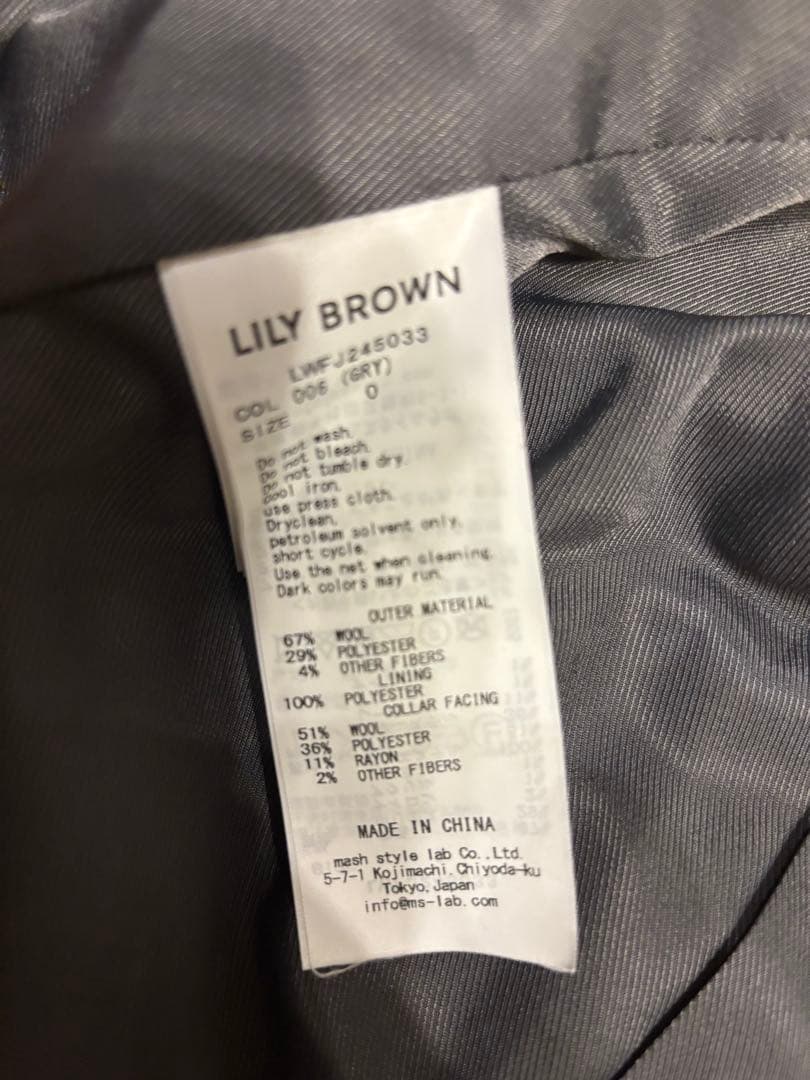 LILY BROWN
LWFJ245033
COL 006 (GRY)
SIZE 0
Do not wash.
Do not bleach.
Do not tumble dry.
Cool iron.
use press cloth.
Dryclean.
petroleum solvent only.
short cycle.
Use the net when cleaning.
Dark colors may run.
OUTER MATERIAL
67% WOOL
29% POLYESTER
4% OTHER FIBERS
LINING
100% POLYESTER
COLLAR FACING
51% WOOL
36% POLYESTER
11% RAYON
2% OTHER FIBERS
MADE IN CHINA
mash style lab Co.,Ltd.
5-7-1 Kojimachi.Chiyoda-ku
Tokyo.Japan
info@ms-lab.com